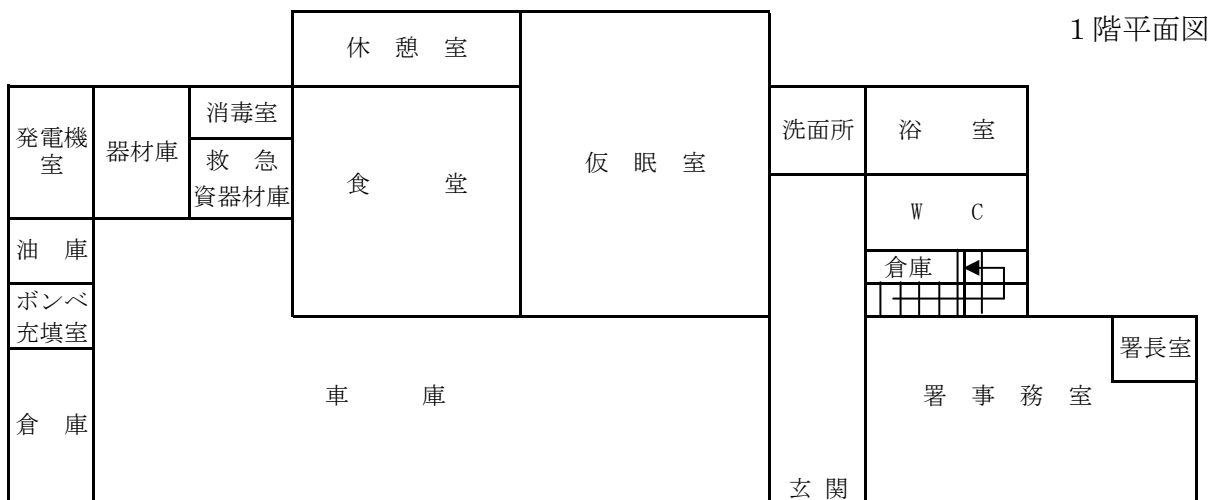 1階平面図
休憩室
発電機
室
器材庫
消毒室
救急
資器材庫
食堂
仮眠室
洗面所
浴室
WC
油庫
倉庫
ボンベ
充填室
署長室
車庫
署事務室
倉庫
玄関